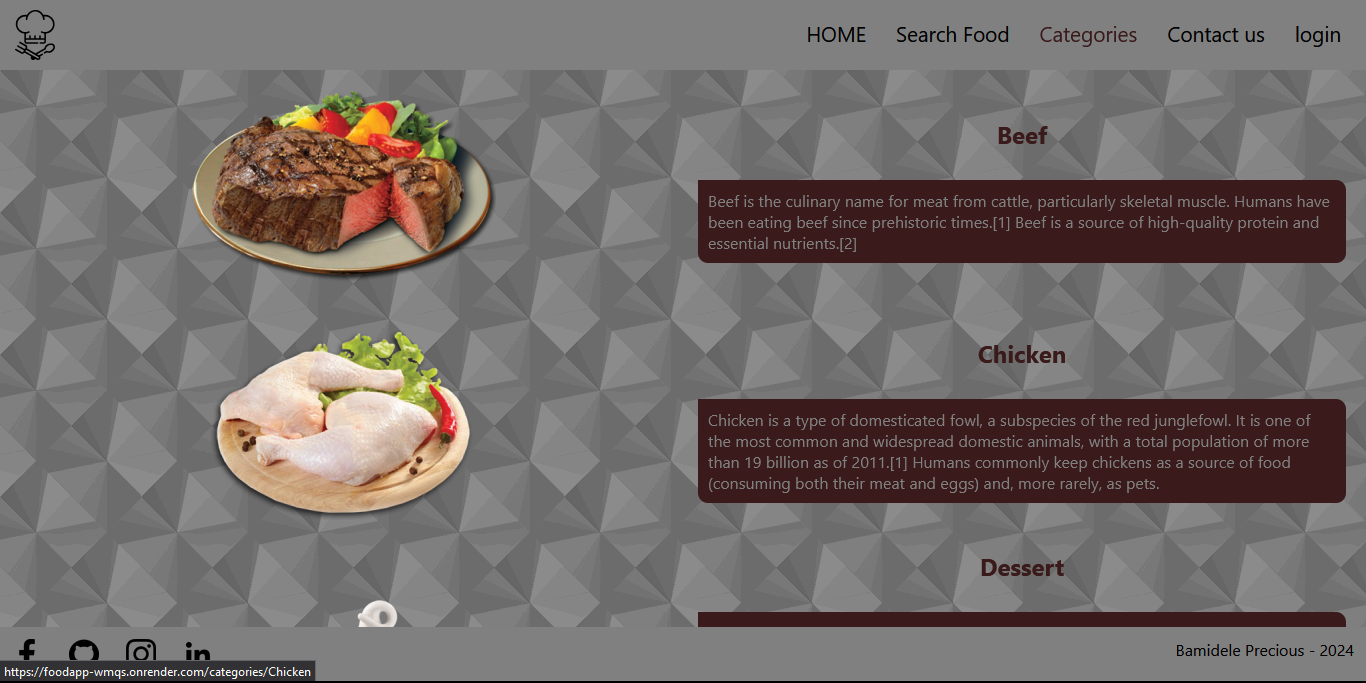 HOME Search Food Categories Contact us login
Beef
Beef is the culinary name for meat from cattle, particularly skeletal muscle. Humans have
been eating beef since prehistoric times.[1] Beef is a source of high-quality protein and
essential nutrients.[2]
Chicken
Chicken is a type of domesticated fowl, a subspecies of the red junglefowl. It is one of
the most common and widespread domestic animals, with a total population of more
than 19 billion as of 2011.[1] Humans commonly keep chickens as a source of food
(consuming both their meat and eggs) and, more rarely, as pets.
Dessert
Bamidele Precious - 2024
https://foodapp-wmqs.onrender.com/categories/Chicken